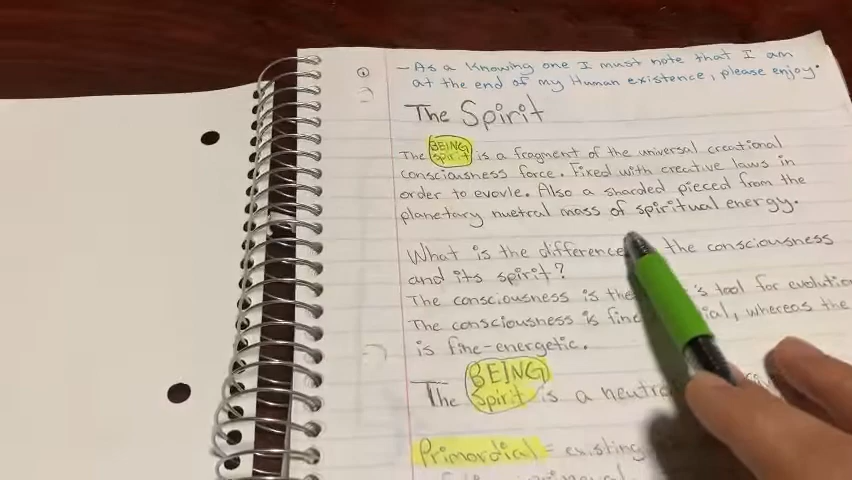 - As a Knowing one I must note that I am
at the end of my Human existence, please enjoy.
The Spirit
The BEING spirit is a fragment of the universal creational
consciousness force. Fixed with creative laws in
order to evovle. Also a sharded pieced from the
planetary nuetral mass of spiritual energy.
What is the difference the consciousness
and its spirit?
The consciousness is the 's tool for evolution
The consciousness is fine ial, whereas the
is fine-energetic.
The BEING Spirit is a neutral
Primordial = existing